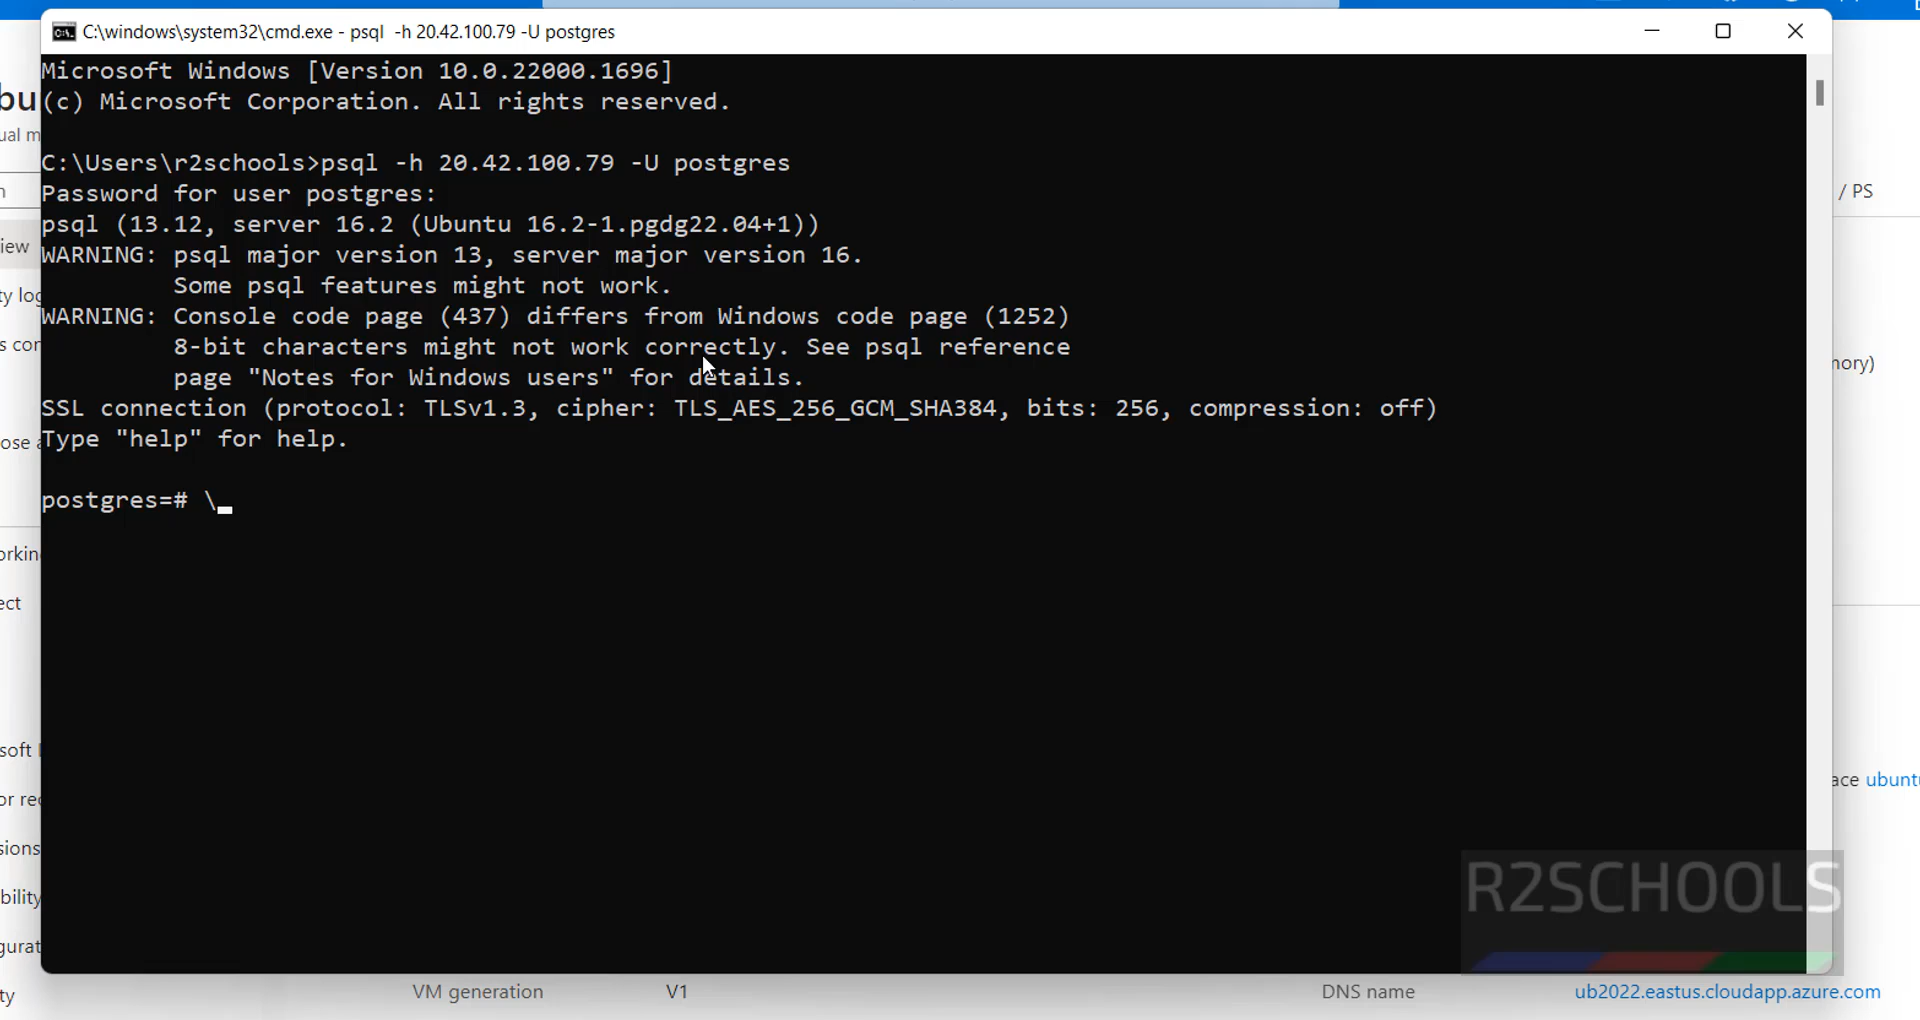 C:\windows\system32\cmd.exe - psql  -h 20.42.100.79 -U postgres
Microsoft Windows [Version 10.0.22000.1696]
(c) Microsoft Corporation. All rights reserved.
C:\Users\r2schools>psql -h 20.42.100.79 -U postgres
Password for user postgres:
psql (13.12, server 16.2 (Ubuntu 16.2-1.pgdg22.04+1))
WARNING: psql major version 13, server major version 16.
Some psql features might not work.
WARNING: Console code page (437) differs from Windows code page (1252)
8-bit characters might not work correctly. See psql reference
page "Notes for Windows users" for details.
SSL connection (protocol: TLSv1.3, cipher: TLS_AES_256_GCM_SHA384, bits: 256, compression: off)
Type "help" for help.
postgres=# \_
/ PS
R2SCHOOLS
VM generation V1 DNS name ub2022.eastus.cloudapp.azure.com